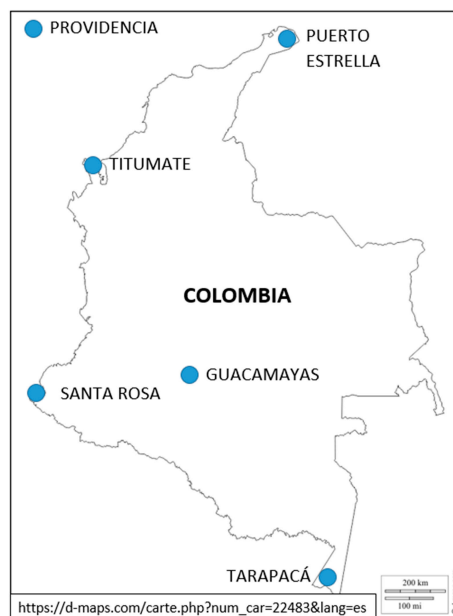 PROVIDENCIA
PUERTO
ESTRELLA
TITUMATE
COLOMBIA
GUACAMAYAS
SANTA ROSA
TARAPACÁ
200 km
100 mi
https://d-maps.com/carte.php?num_car=22483&lang=es